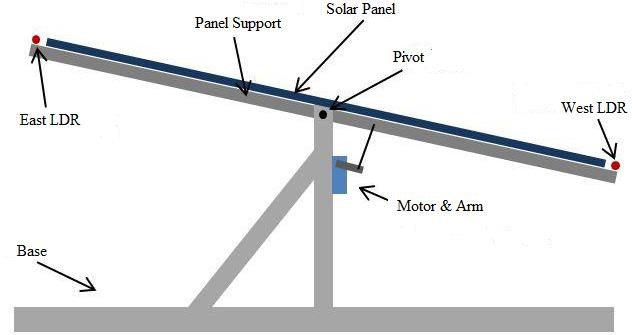 Solar Panel
Panel Support
Pivot
East LDR
West LDR
Motor & Arm
Base